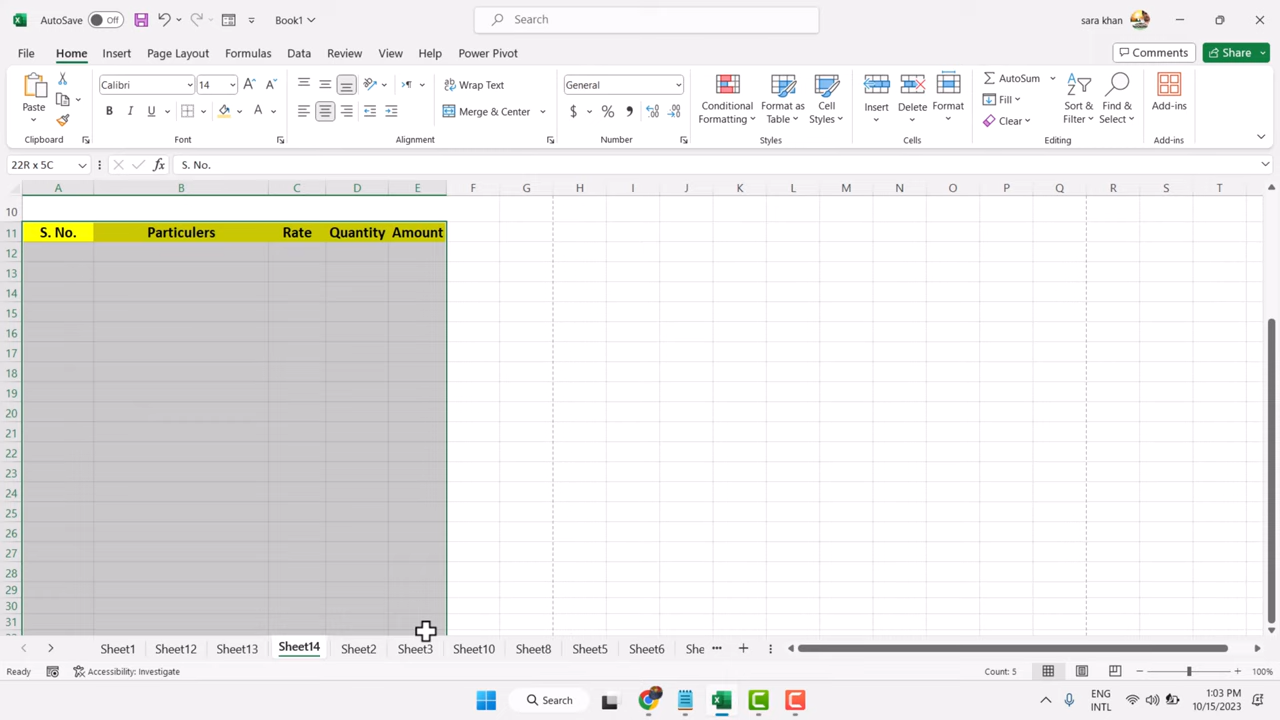 AutoSave Off Book1 Search sara khan
File Home Insert Page Layout Formulas Data Review View Help Power Pivot Comments Share
Paste Calibri 14 Wrap Text General Conditional Formatting Format as Table Cell Styles Insert Delete Format AutoSum Sort & Filter Find & Select Add-ins
B I U A Merge & Center $ % Fill Clear
Clipboard Font Alignment Number Styles Cells Editing Add-ins
22R x 5C fx S. No.
A B C D E F G H I J K L M N O P Q R S T
10
11 S. No. Particulers Rate Quantity Amount
12
13
14
15
16
17
18
19
20
21
22
23
24
25
26
27
28
29
30
31
Sheet1 Sheet12 Sheet13 Sheet14 Sheet2 Sheet3 Sheet10 Sheet8 Sheet5 Sheet6 She ...
Ready Accessibility: Investigate Count: 5 100%
Search ENG INTL 1:03 PM 10/15/2023